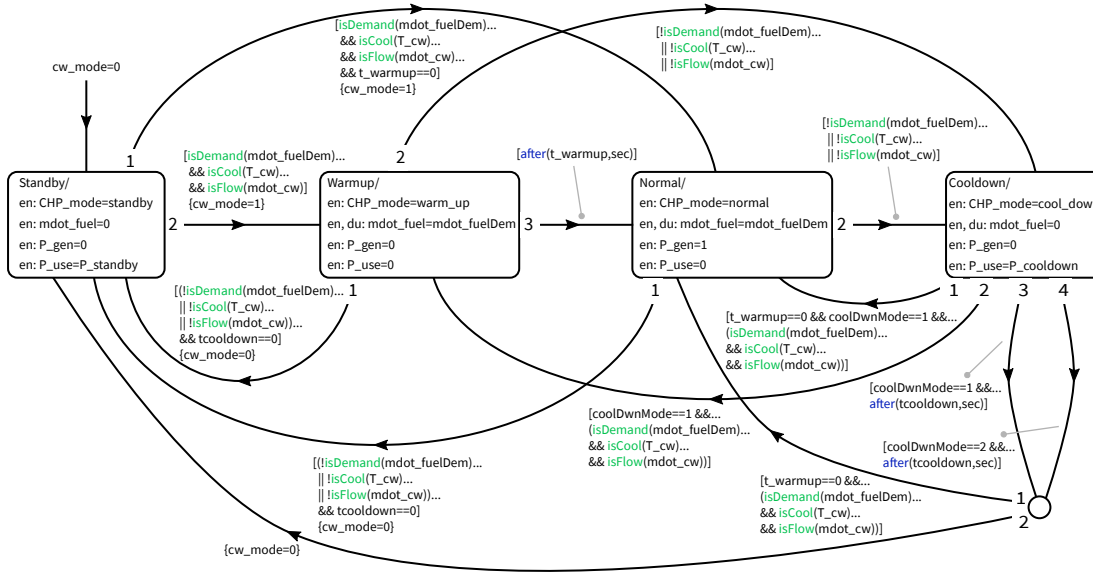 [isDemand(mdot_fuelDem)...
&& isCool(T_cw)...
&& isFlow(mdot_cw)...
&& t_warmup==0]
{cw_mode=1}
[!isDemand(mdot_fuelDem)...
|| !isCool(T_cw)...
|| !isFlow(mdot_cw)]
cw_mode=0
1
2
[isDemand(mdot_fuelDem)...
&& isCool(T_cw)...
&& isFlow(mdot_cw)]
{cw_mode=1}
[after(t_warmup,sec)]
[!isDemand(mdot_fuelDem)...
|| !isCool(T_cw)...
|| !isFlow(mdot_cw)]
Standby/
en: CHP_mode=standby
en: mdot_fuel=0
en: P_gen=0
en: P_use=P_standby
2
Warmup/
en: CHP_mode=warm_up
en, du: mdot_fuel=mdot_fuelDem
en: P_gen=0
en: P_use=0
3
Normal/
en: CHP_mode=normal
en, du: mdot_fuel=mdot_fuelDem
en: P_gen=1
en: P_use=0
2
Cooldown/
en: CHP_mode=cool_dow
en, du: mdot_fuel=0
en: P_gen=0
en: P_use=P_cooldown
1
1
1
2
3
4
[(!isDemand(mdot_fuelDem)...
|| !isCool(T_cw)...
|| !isFlow(mdot_cw))...
&& tcooldown==0]
{cw_mode=0}
[t_warmup==0 && coolDwnMode==1 &&...
(isDemand(mdot_fuelDem)...
&& isCool(T_cw)...
&& isFlow(mdot_cw))]
[coolDwnMode==1 &&...
after(tcooldown,sec)]
[coolDwnMode==1 &&...
(isDemand(mdot_fuelDem)...
&& isCool(T_cw)...
&& isFlow(mdot_cw))]
[coolDwnMode==2 &&...
after(tcooldown,sec)]
[(!isDemand(mdot_fuelDem)...
|| !isCool(T_cw)...
|| !isFlow(mdot_cw))...
&& tcooldown==0]
{cw_mode=0}
[t_warmup==0 &&...
(isDemand(mdot_fuelDem)...
&& isCool(T_cw)...
&& isFlow(mdot_cw))]
1
2
{cw_mode=0}